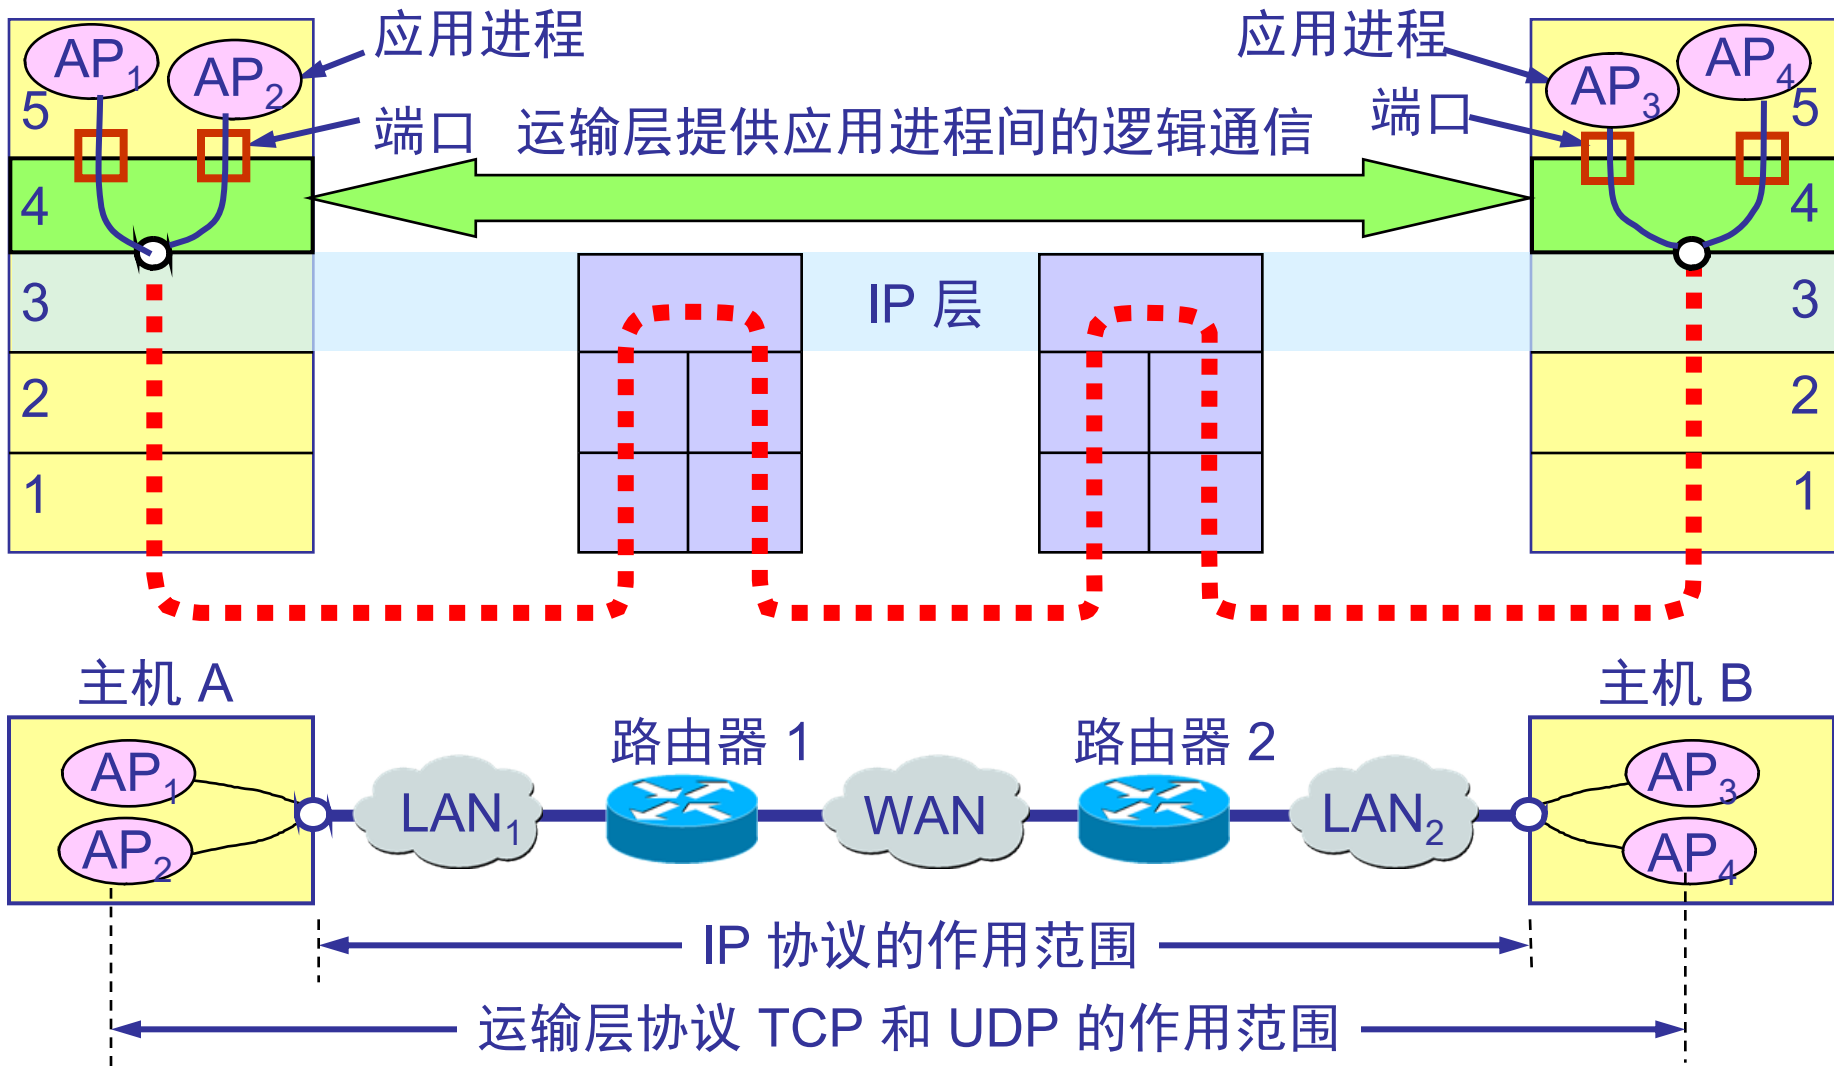 应用进程
应用进程
AP1
AP2
AP3
AP4
5
端口
运输层提供应用进程间的逻辑通信
端口
5
4
4
3
IP 层
3
2
2
1
1
主机 A
主机 B
路由器 1
路由器 2
AP1
AP2
LAN1
WAN
LAN2
AP3
AP4
IP 协议的作用范围
运输层协议 TCP 和 UDP 的作用范围